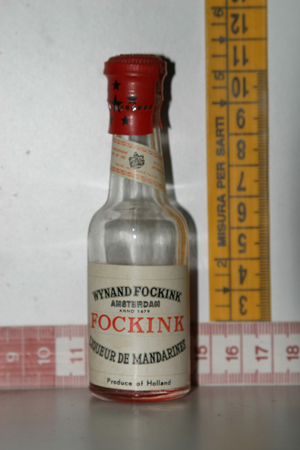 WYNAND FOCKINK
AMSTERDAM
ANNO 1679
FOCKINK
LIQUEUR DE MANDARINES
Produce of Holland
MISURA PER SARTI
12
11
10
9
8
7
6
5
4
3
2
9
10
11
15
16
17
18